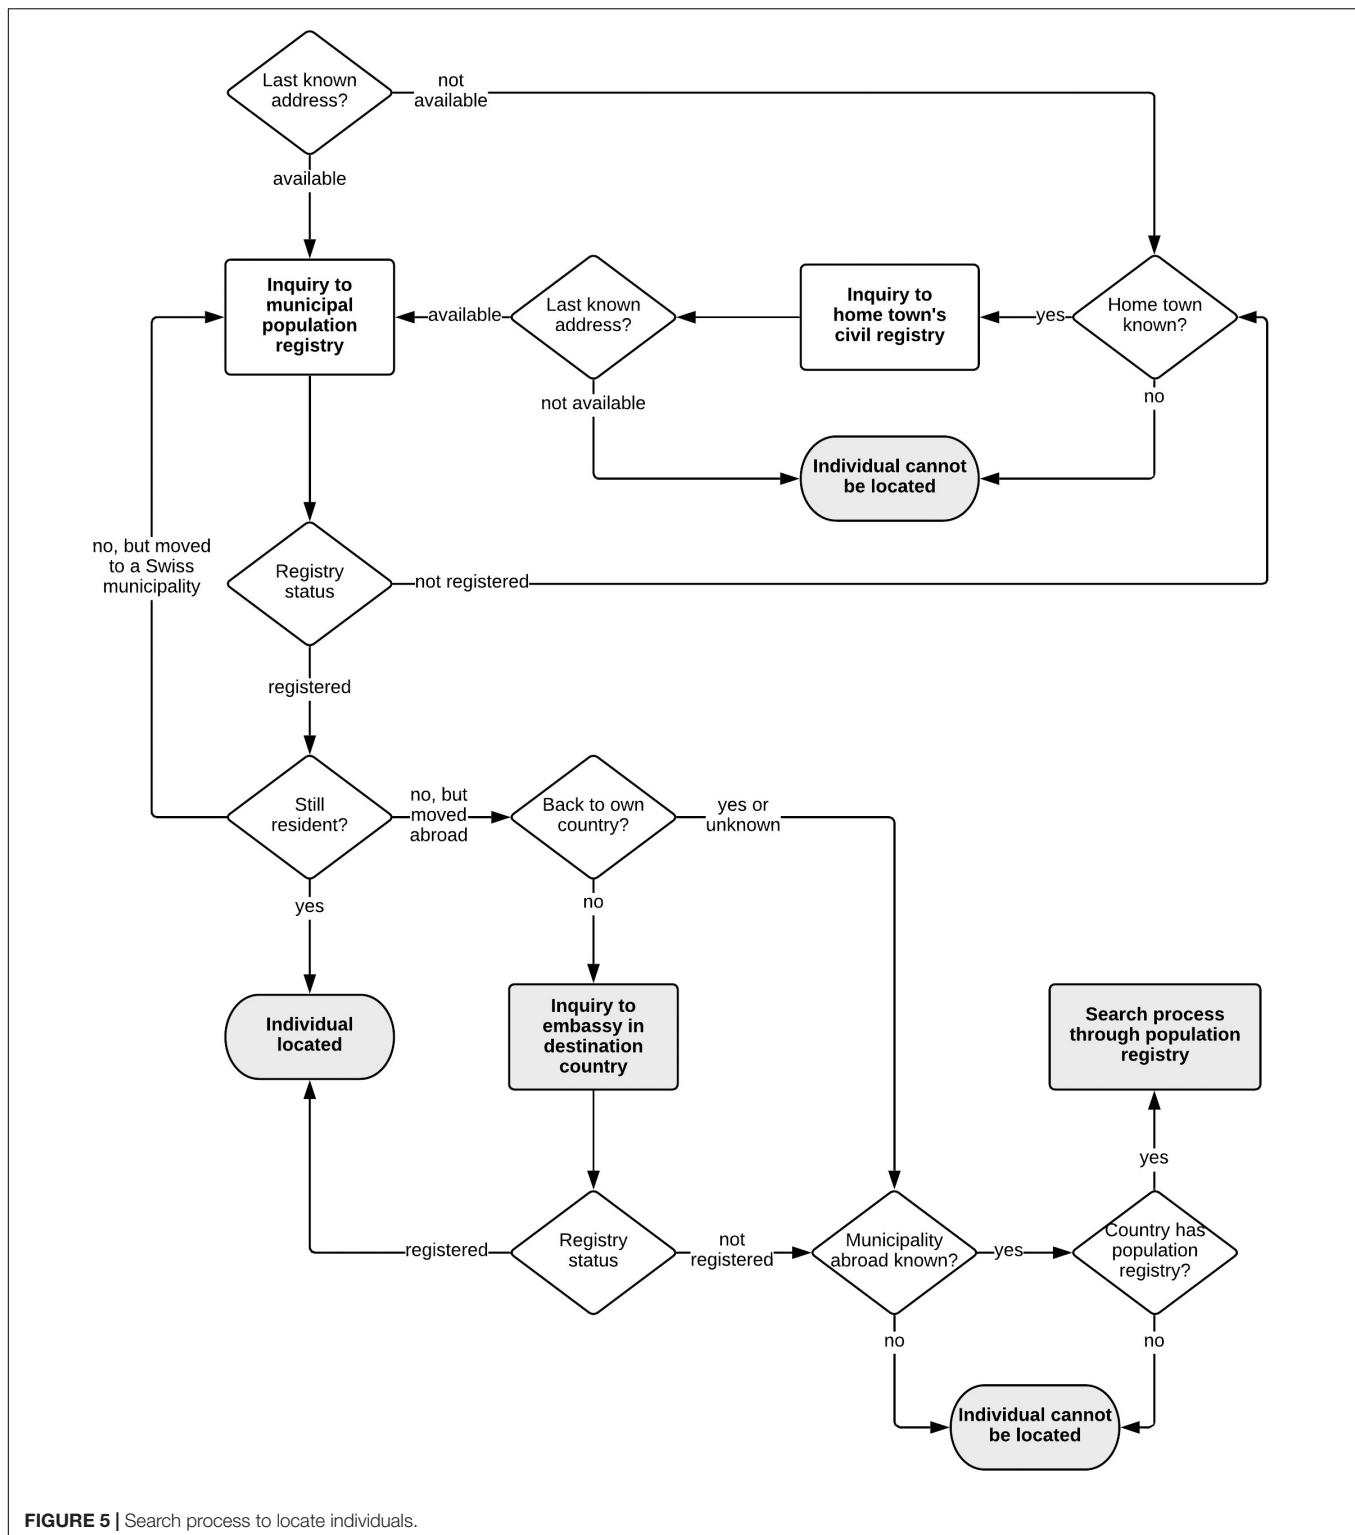 Last known
address?
not
available
available
Inquiry to
municipal
population
registry
available
Last known
address?
Inquiry to
home town's
civil registry
yes
Home town
known?
not available
no
Individual cannot
be located
no, but moved
to a Swiss
municipality
Registry
status
not registered
registered
Still
resident?
no, but
moved
abroad
Back to own
country?
yes or
unknown
yes
no
Individual
located
Inquiry to
embassy in
destination
country
Search process
through population
registry
yes
registered
Registry
status
not
registered
Municipality
abroad known?
yes
Country has
population
registry?
no
no
Individual cannot
be located
FIGURE 5 | Search process to locate individuals.